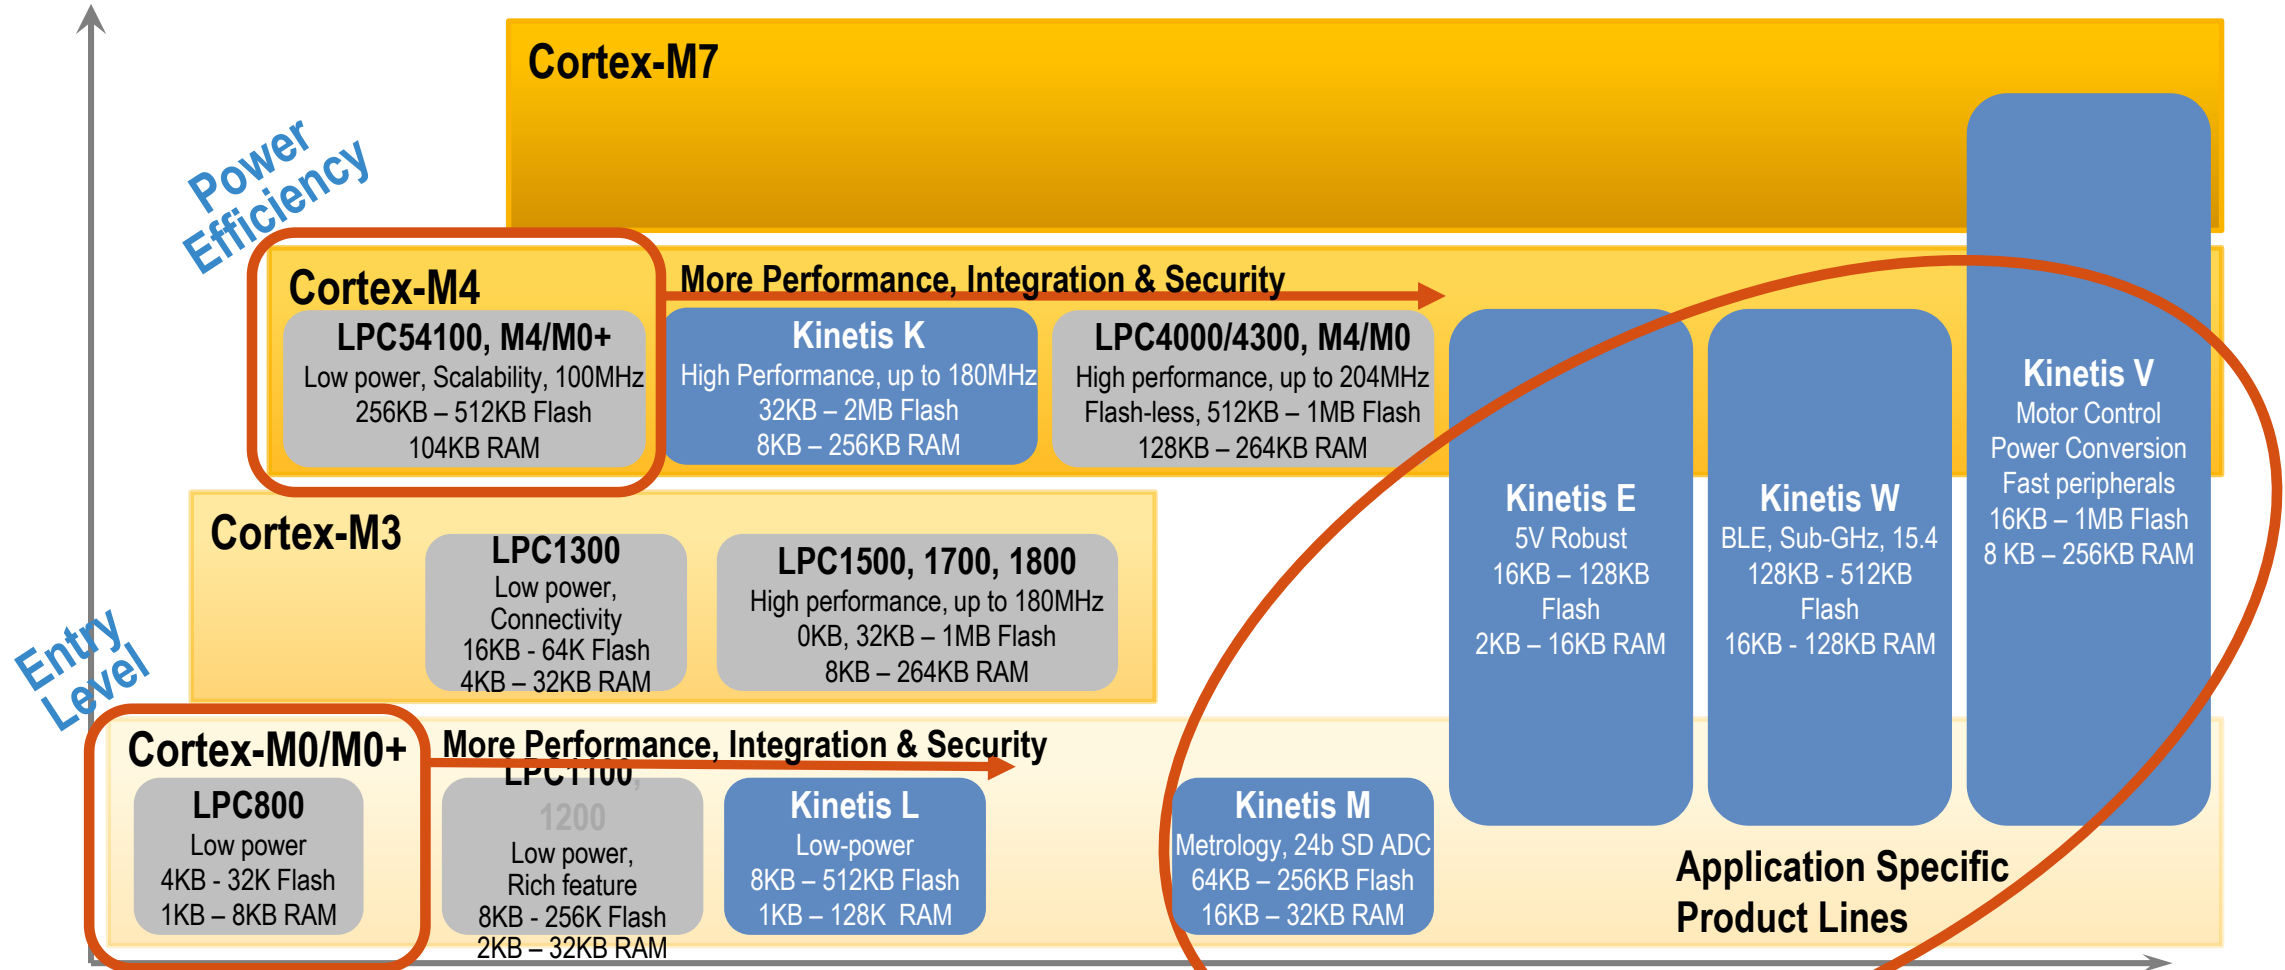 Cortex-M7
Power
Efficiency
Cortex-M4
More Performance, Integration & Security
LPC54100, M4/M0+
Low power, Scalability, 100MHz
256KB – 512KB Flash
104KB RAM
Kinetis K
High Performance, up to 180MHz
32KB – 2MB Flash
8KB – 256KB RAM
LPC4000/4300, M4/M0
High performance, up to 204MHz
Flash-less, 512KB – 1MB Flash
128KB – 264KB RAM
Kinetis E
5V Robust
16KB – 128KB
Flash
2KB – 16KB RAM
Kinetis W
BLE, Sub-GHz, 15.4
128KB - 512KB
Flash
16KB - 128KB RAM
Kinetis V
Motor Control
Power Conversion
Fast peripherals
16KB – 1MB Flash
8 KB – 256KB RAM
Cortex-M3
LPC1300
Low power,
Connectivity
16KB - 64K Flash
4KB – 32KB RAM
LPC1500, 1700, 1800
High performance, up to 180MHz
0KB, 32KB – 1MB Flash
8KB – 264KB RAM
Entry
Level
Cortex-M0/M0+
More Performance, Integration & Security
LPC800
Low power
4KB - 32K Flash
1KB – 8KB RAM
LPC1100,
1200
Low power,
Rich feature
8KB - 256K Flash
2KB – 32KB RAM
Kinetis L
Low-power
8KB – 512KB Flash
1KB – 128K RAM
Kinetis M
Metrology, 24b SD ADC
64KB – 256KB Flash
16KB – 32KB RAM
Application Specific
Product Lines